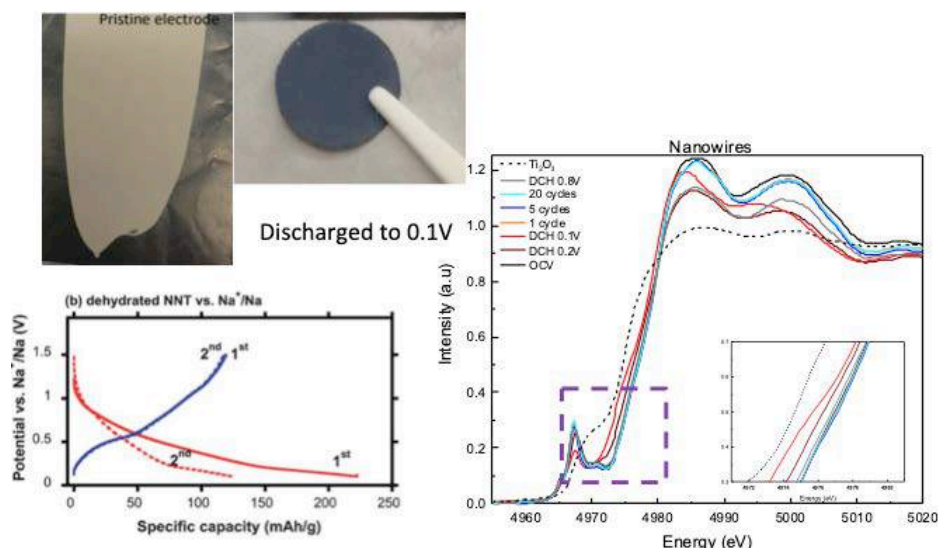 Pristine electrode
Discharged to 0.1V
(b) dehydrated NNT vs. Na+/Na
Potential vs. Na+/Na (V)
1.5
1.0
0.5
0
2nd
1st
2nd
1st
0
50
100
150
200
250
Specific capacity (mAh/g)
Nanowires
Ti2O3
DCH 0.8V
20 cycles
5 cycles
1 cycle
DCH 0.1V
DCH 0.2V
OCV
Intensity (a.u)
1.2
1.0
0.8
0.6
0.4
0.2
0.0
4960
4970
4980
4990
5000
5010
5020
Energy (eV)
Energy (eV)